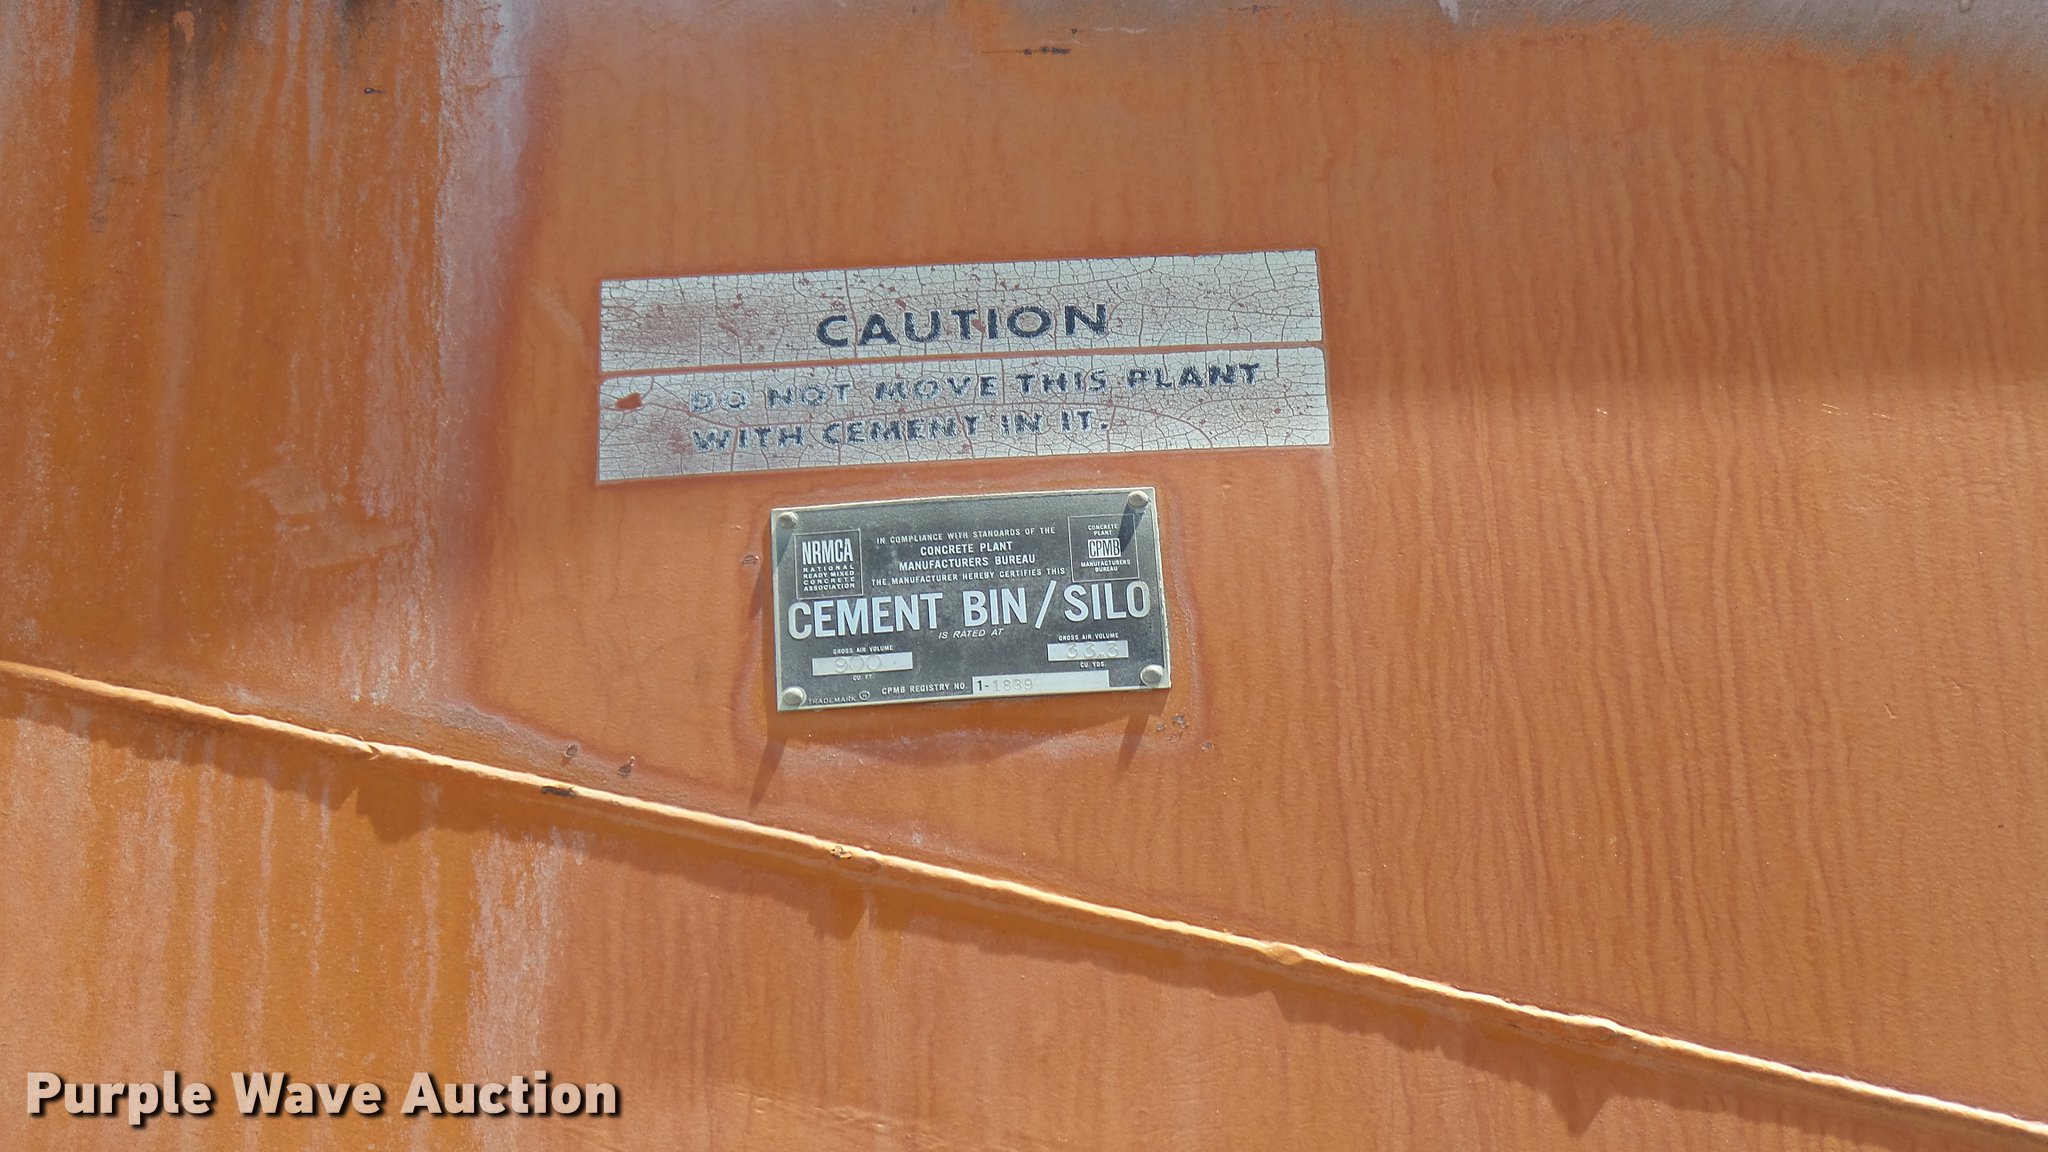 CAUTION
DO NOT MOVE THIS PLANT
WITH CEMENT IN IT.
NRMCA
NATIONAL
READY MIXED
CONCRETE
ASSOCIATION
IN COMPLIANCE WITH STANDARDS OF THE
CONCRETE PLANT
MANUFACTURERS BUREAU
THE MANUFACTURER HEREBY CERTIFIES THIS
CONCRETE
PLANT
CPMB
MANUFACTURERS
BUREAU
CEMENT BIN/SILO
IS RATED AT
GROSS AIR VOLUME
900
CU. FT.
GROSS AIR VOLUME
33.3
CU. YDS.
TRADEMARK ®
CPMB REGISTRY NO. 1-1839
Purple Wave Auction